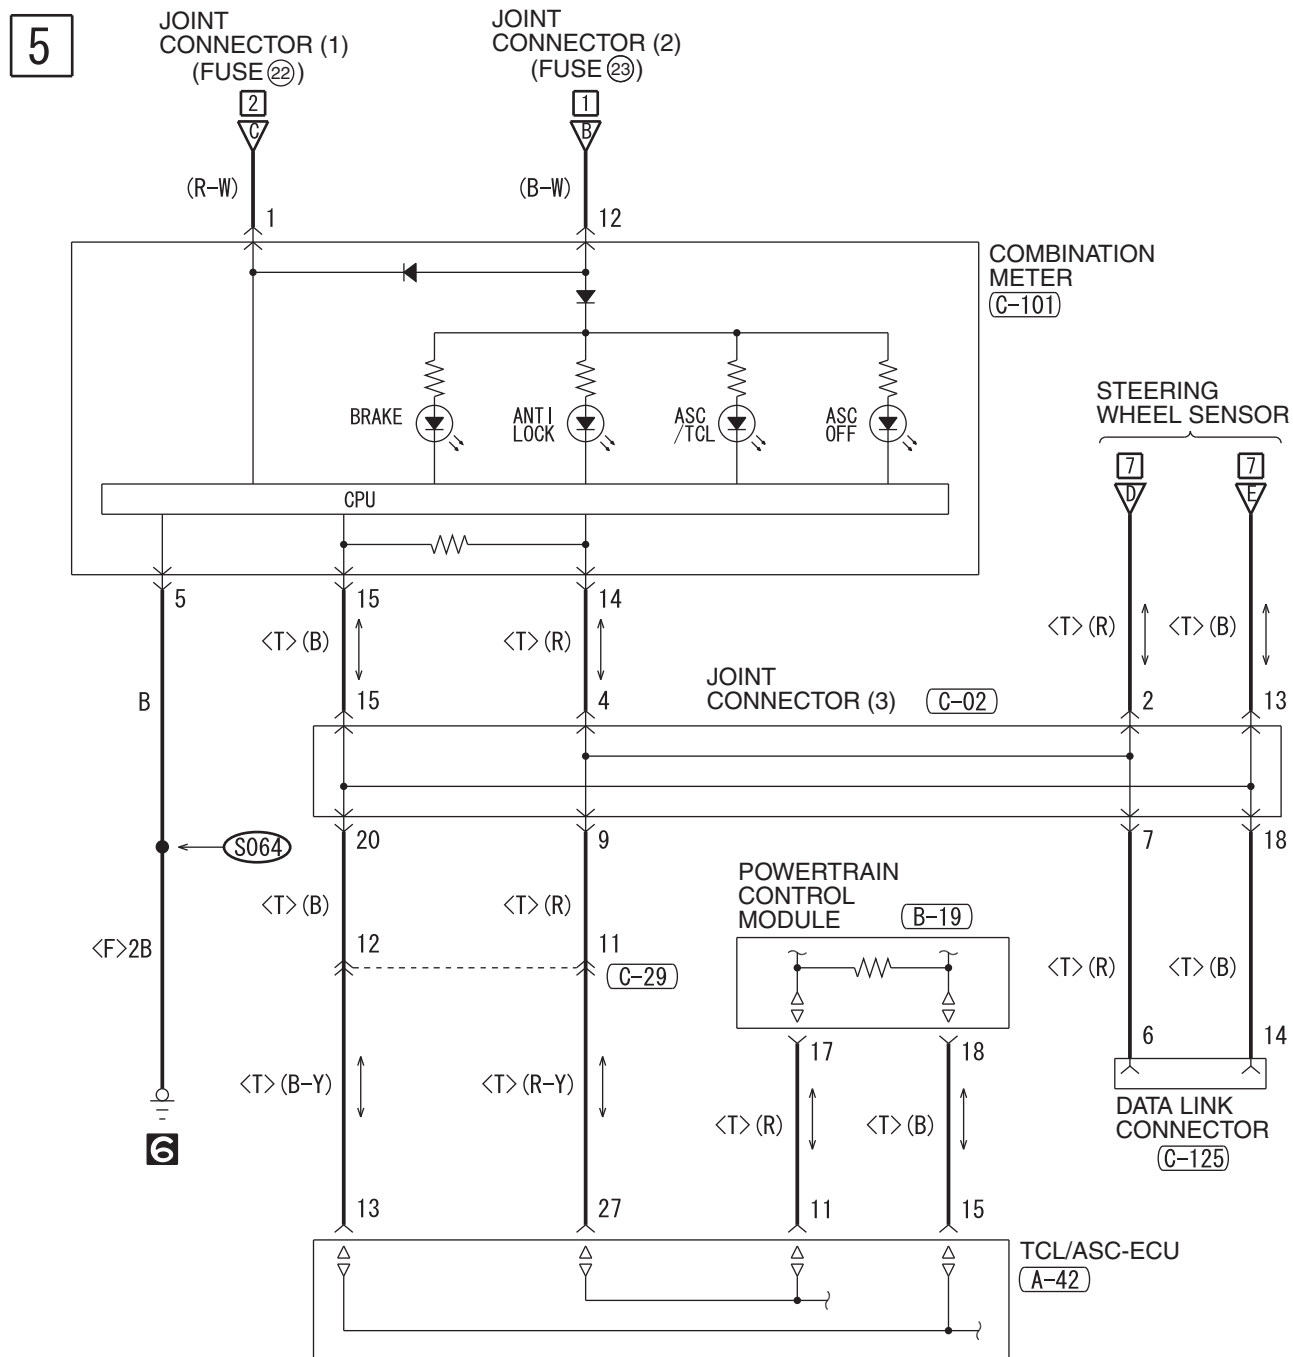 5
JOINT
CONNECTOR (1)
(FUSE 22)
JOINT
CONNECTOR (2)
(FUSE 23)
2
C
1
B
(R-W)
(B-W)
1
12
COMBINATION
METER
C-101
BRAKE
ANTI
LOCK
ASC
/TCL
ASC
OFF
CPU
STEERING
WHEEL SENSOR
7
D
7
E
5
15
14
<T>(B)
<T>(R)
<T>(R)
<T>(B)
B
JOINT
CONNECTOR (3)
C-02
15
4
2
13
20
9
7
18
S064
<T>(B)
<T>(R)
POWERTRAIN
CONTROL
MODULE
B-19
<F>2B
12
11
C-29
<T>(R)
<T>(B)
17
18
6
14
<T>(B-Y)
<T>(R-Y)
<T>(R)
<T>(B)
DATA LINK
CONNECTOR
C-125
6
13
27
11
15
TCL/ASC-ECU
A-42